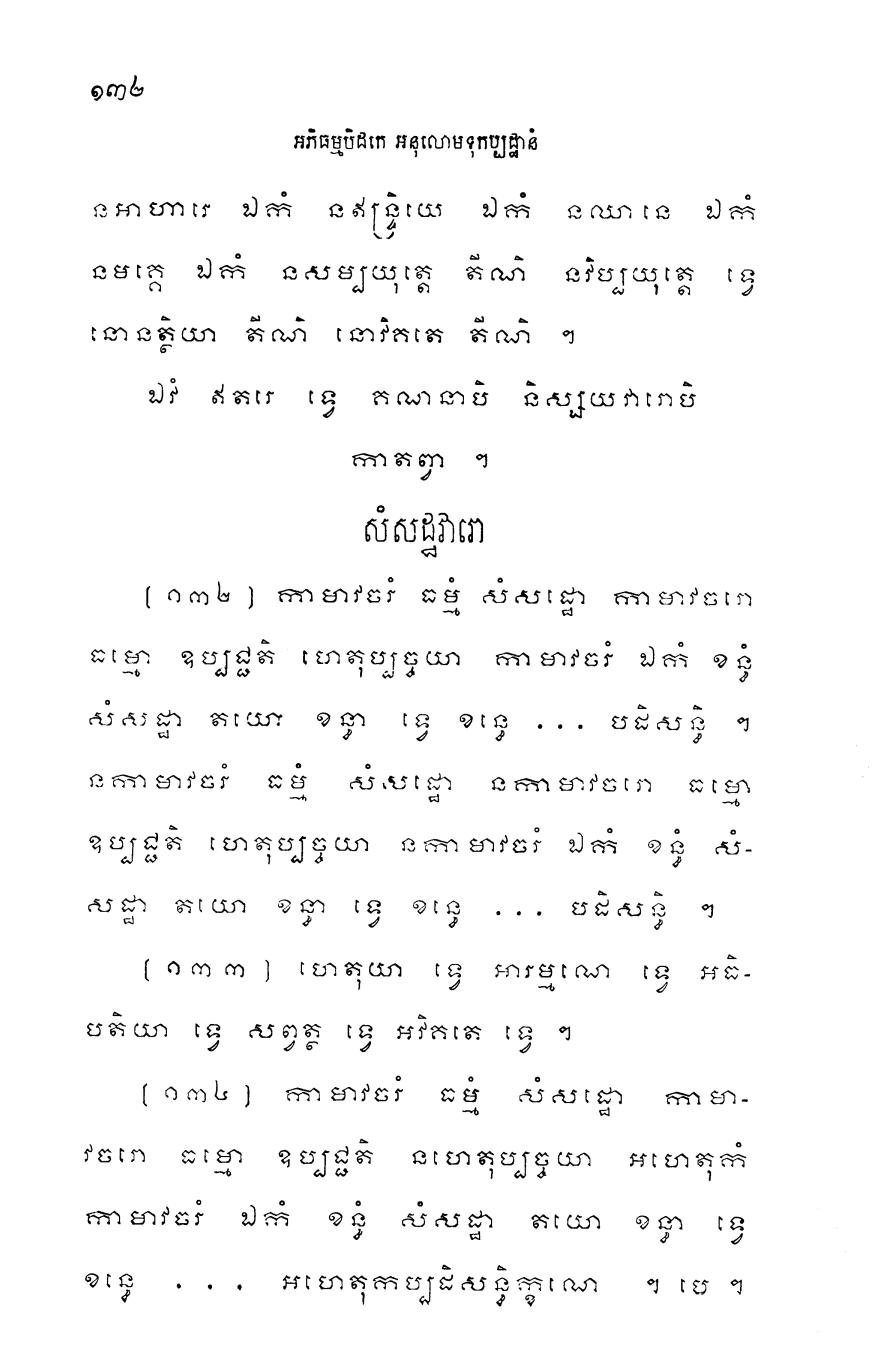 ១៣៤
អភិធម្មបិដកេ អនុលោមទុកប្បដ្ឋានំ
នអាហារេ ឯកំ នឥន្ទ្រិយេ ឯកំ នឈានេ ឯកំ
នមគ្គេ ឯកំ នសម្បយុត្តេ តីណិ នវិប្បយុត្តេ ទ្វេ
នោនត្ថិយា តីណិ នោវិគតេ តីណិ ។
ឯវំ ឥតរេ ទ្វេ គណនាបិ និស្សយវារោបិ
កាតព្វា ។
សំសដ្ឋវារោ
[ ១៣២ ] កាមាវចរំ ធម្មំ សំសដ្ឋោ កាមាវចរោ
ធម្មោ ឧប្បជ្ជតិ ហេតុប្បច្ចយា កាមាវចរំ ឯកំ ខន្ធំ
សំសដ្ឋា តយោ ខន្ធា ទ្វេ ខន្ធេ ... បដិសន្ធិ ។
នកាមាវចរំ ធម្មំ សំសដ្ឋោ នកាមាវចរោ ធម្មោ
ឧប្បជ្ជតិ ហេតុប្បច្ចយា នកាមាវចរំ ឯកំ ខន្ធំ សំ-
សដ្ឋា តយោ ខន្ធា ទ្វេ ខន្ធេ ... បដិសន្ធិ ។
[ ១៣៣ ] ហេតុយា ទ្វេ អារម្មណេ ទ្វេ អធិ-
បតិយា ទ្វេ សព្វត្ថ ទ្វេ អវិគតេ ទ្វេ ។
[ ១៣៤ ] កាមាវចរំ ធម្មំ សំសដ្ឋោ កាមា-
វចរោ ធម្មោ ឧប្បជ្ជតិ នហេតុប្បច្ចយា អហេតុកំ
កាមាវចរំ ឯកំ ខន្ធំ សំសដ្ឋា តយោ ខន្ធា ទ្វេ
ខន្ធេ . . . អហេតុកប្បដិសន្ធិក្ខណេ ។ បេ ។